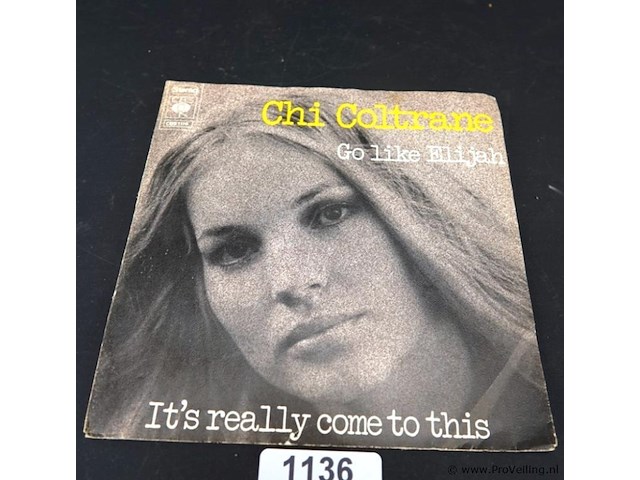 Chi Coltrane
Go like Elijah
It's really come to this
1136
© www.ProVeiling.nl